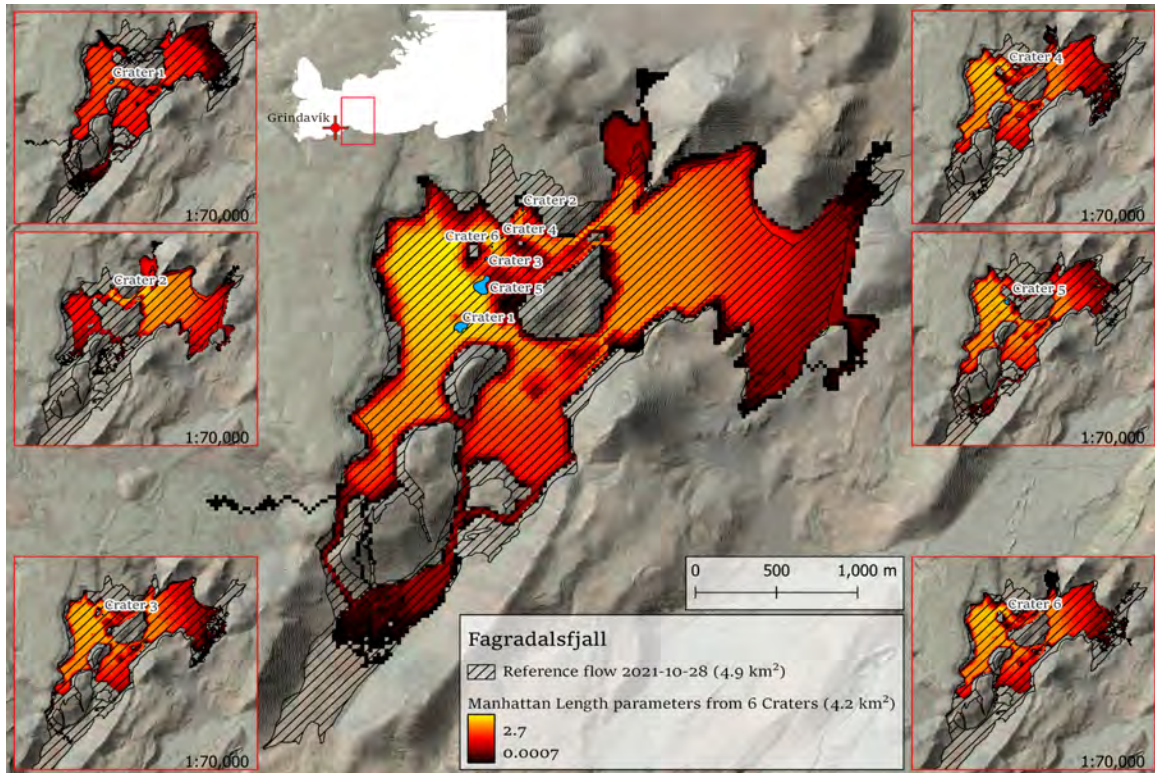 Crater 1
1:70,000
Crater 2
1:70,000
Crater 3
1:70,000
Grindavík
Crater 2
Crater 4
Crater 6
Crater 3
Crater 5
Crater 1
0 500 1,000 m
Fagradalsfjall
Reference flow 2021-10-28 (4.9 km²)
Manhattan Length parameters from 6 Craters (4.2 km²)
2.7
0.0007
Crater 4
1:70,000
Crater 5
1:70,000
Crater 6
1:70,000